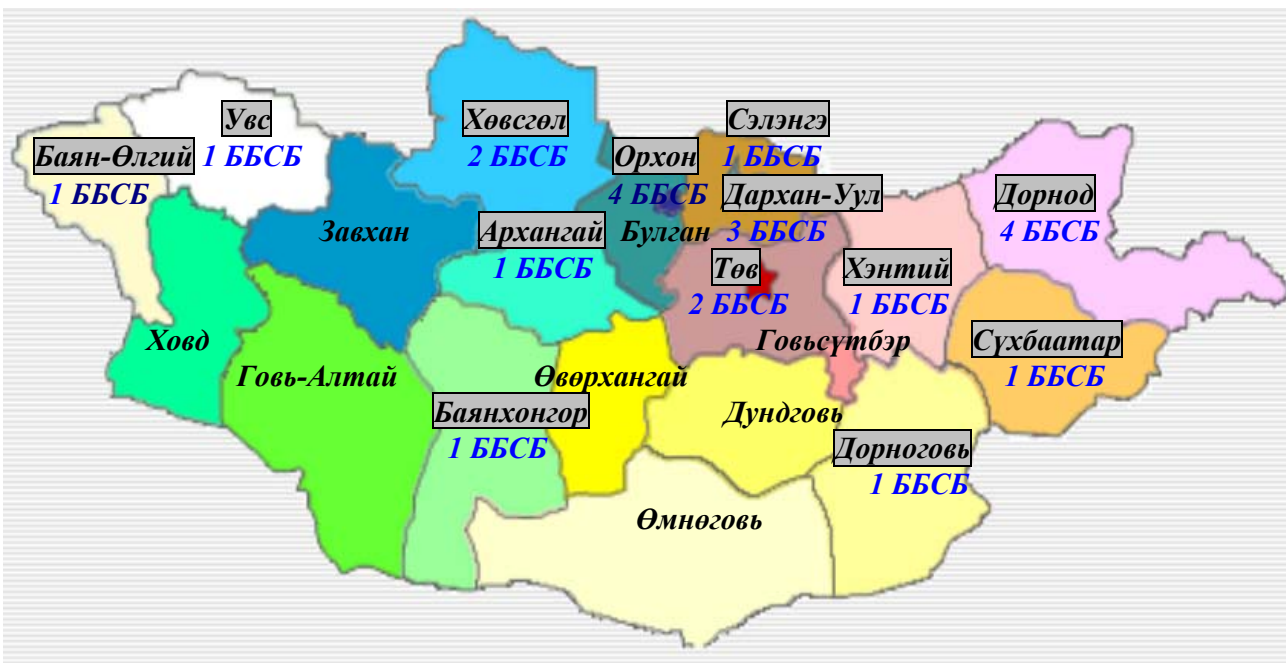 Увс
1 ББСБ
Баян-Өлгий
1 ББСБ
Хөвсгөл
2 ББСБ
Сэлэнгэ
1 ББСБ
Орхон
4 ББСБ
Дархан-Уул
3 ББСБ
Дорнод
4 ББСБ
Завхан
Архангай
1 ББСБ
Булган
Төв
2 ББСБ
Хэнтий
1 ББСБ
Ховд
Говьсүтбэр
Сүхбаатар
1 ББСБ
Говь-Алтай
Өвөрхангай
Баянхонгор
1 ББСБ
Дундговь
Дорноговь
1 ББСБ
Өмнөговь